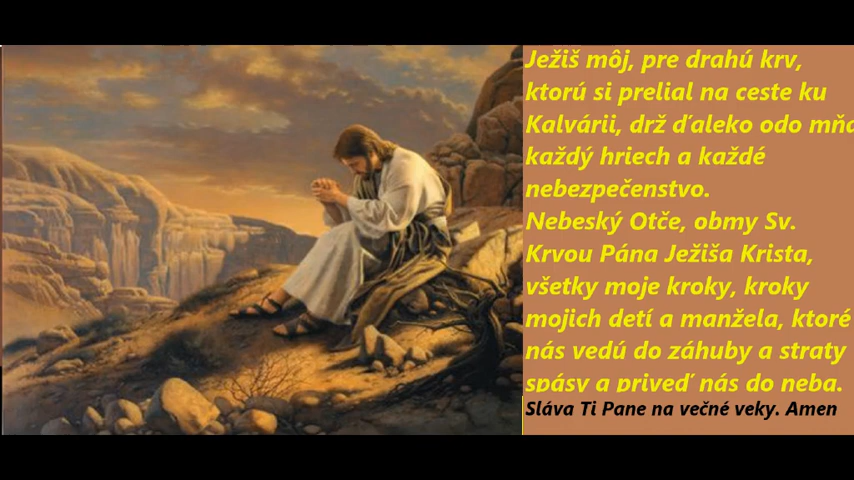 Ježiš môj, pre drahú krv,
ktorú si prelial na ceste ku
Kalvárii, drž ďaleko odo mňa
každý hriech a každé
nebezpečenstvo.
Nebeský Otče, obmy Sv.
Krvou Pána Ježiša Krista,
všetky moje kroky, kroky
mojich detí a manžela, ktoré
nás vedú do záhuby a straty
spásy a priveď nás do neba.
Sláva Ti Pane na večné veky. Amen